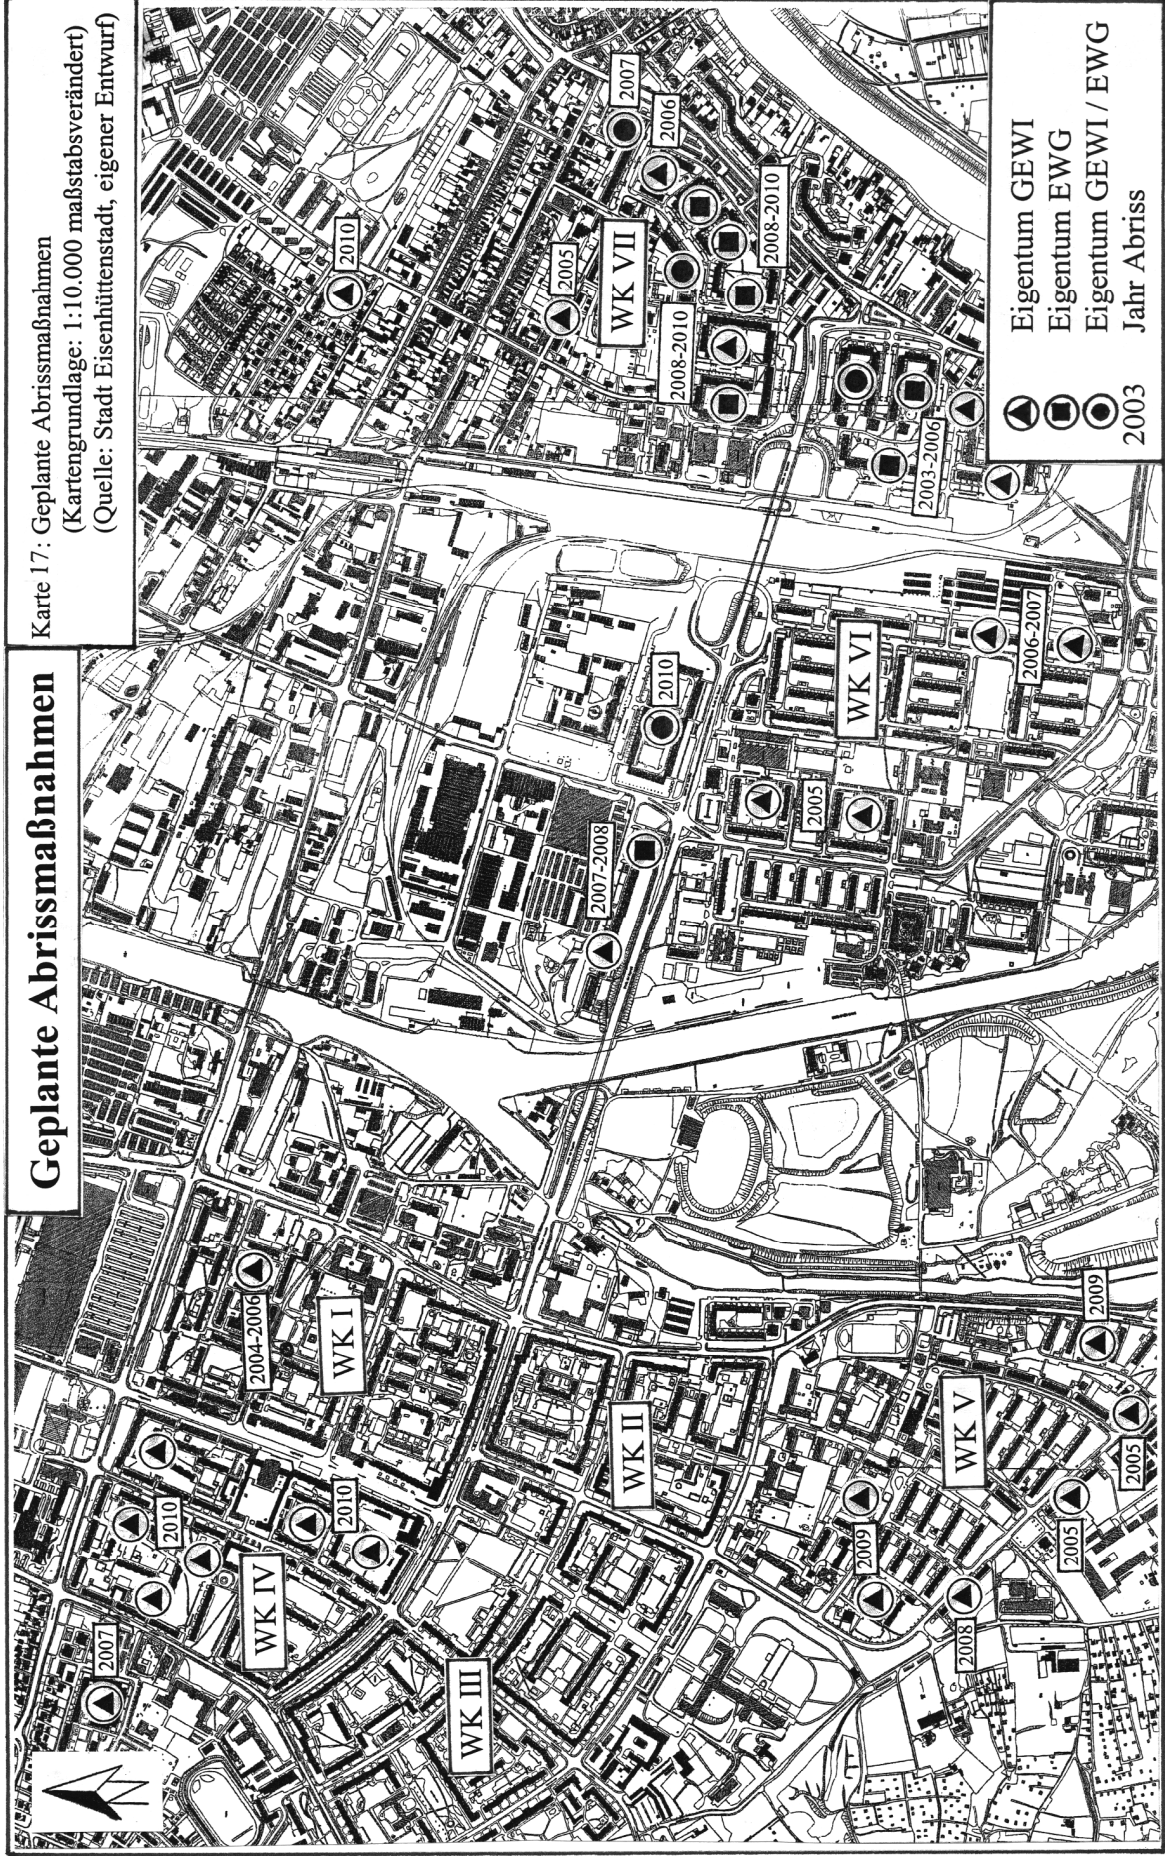 Geplante Abrissmaßnahmen
Karte 17: Geplante Abrissmaßnahmen
(Kartengrundlage: 1:10.000 maßstabsverändert)
(Quelle: Stadt Eisenhüttenstadt, eigener Entwurf)
2007
2010
2010
WK IV
WK III
2004-2006
WK I
WK II
2009
2008
2005
2005
WK V
2009
2007-2008
2010
2005
WK VI
2006-2007
2010
2005
WK VII
2007
2006
2008-2010
2008-2010
2003-2006
Eigentum GEWI
Eigentum EWG
Eigentum GEWI / EWG
2003 Jahr Abriss